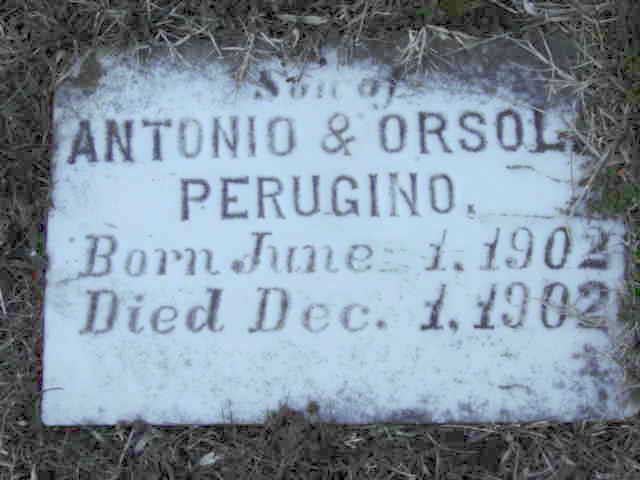 Son of
ANTONIO & ORSOL
PERUGINO.
Born June 1, 1902
Died Dec. 1, 1902